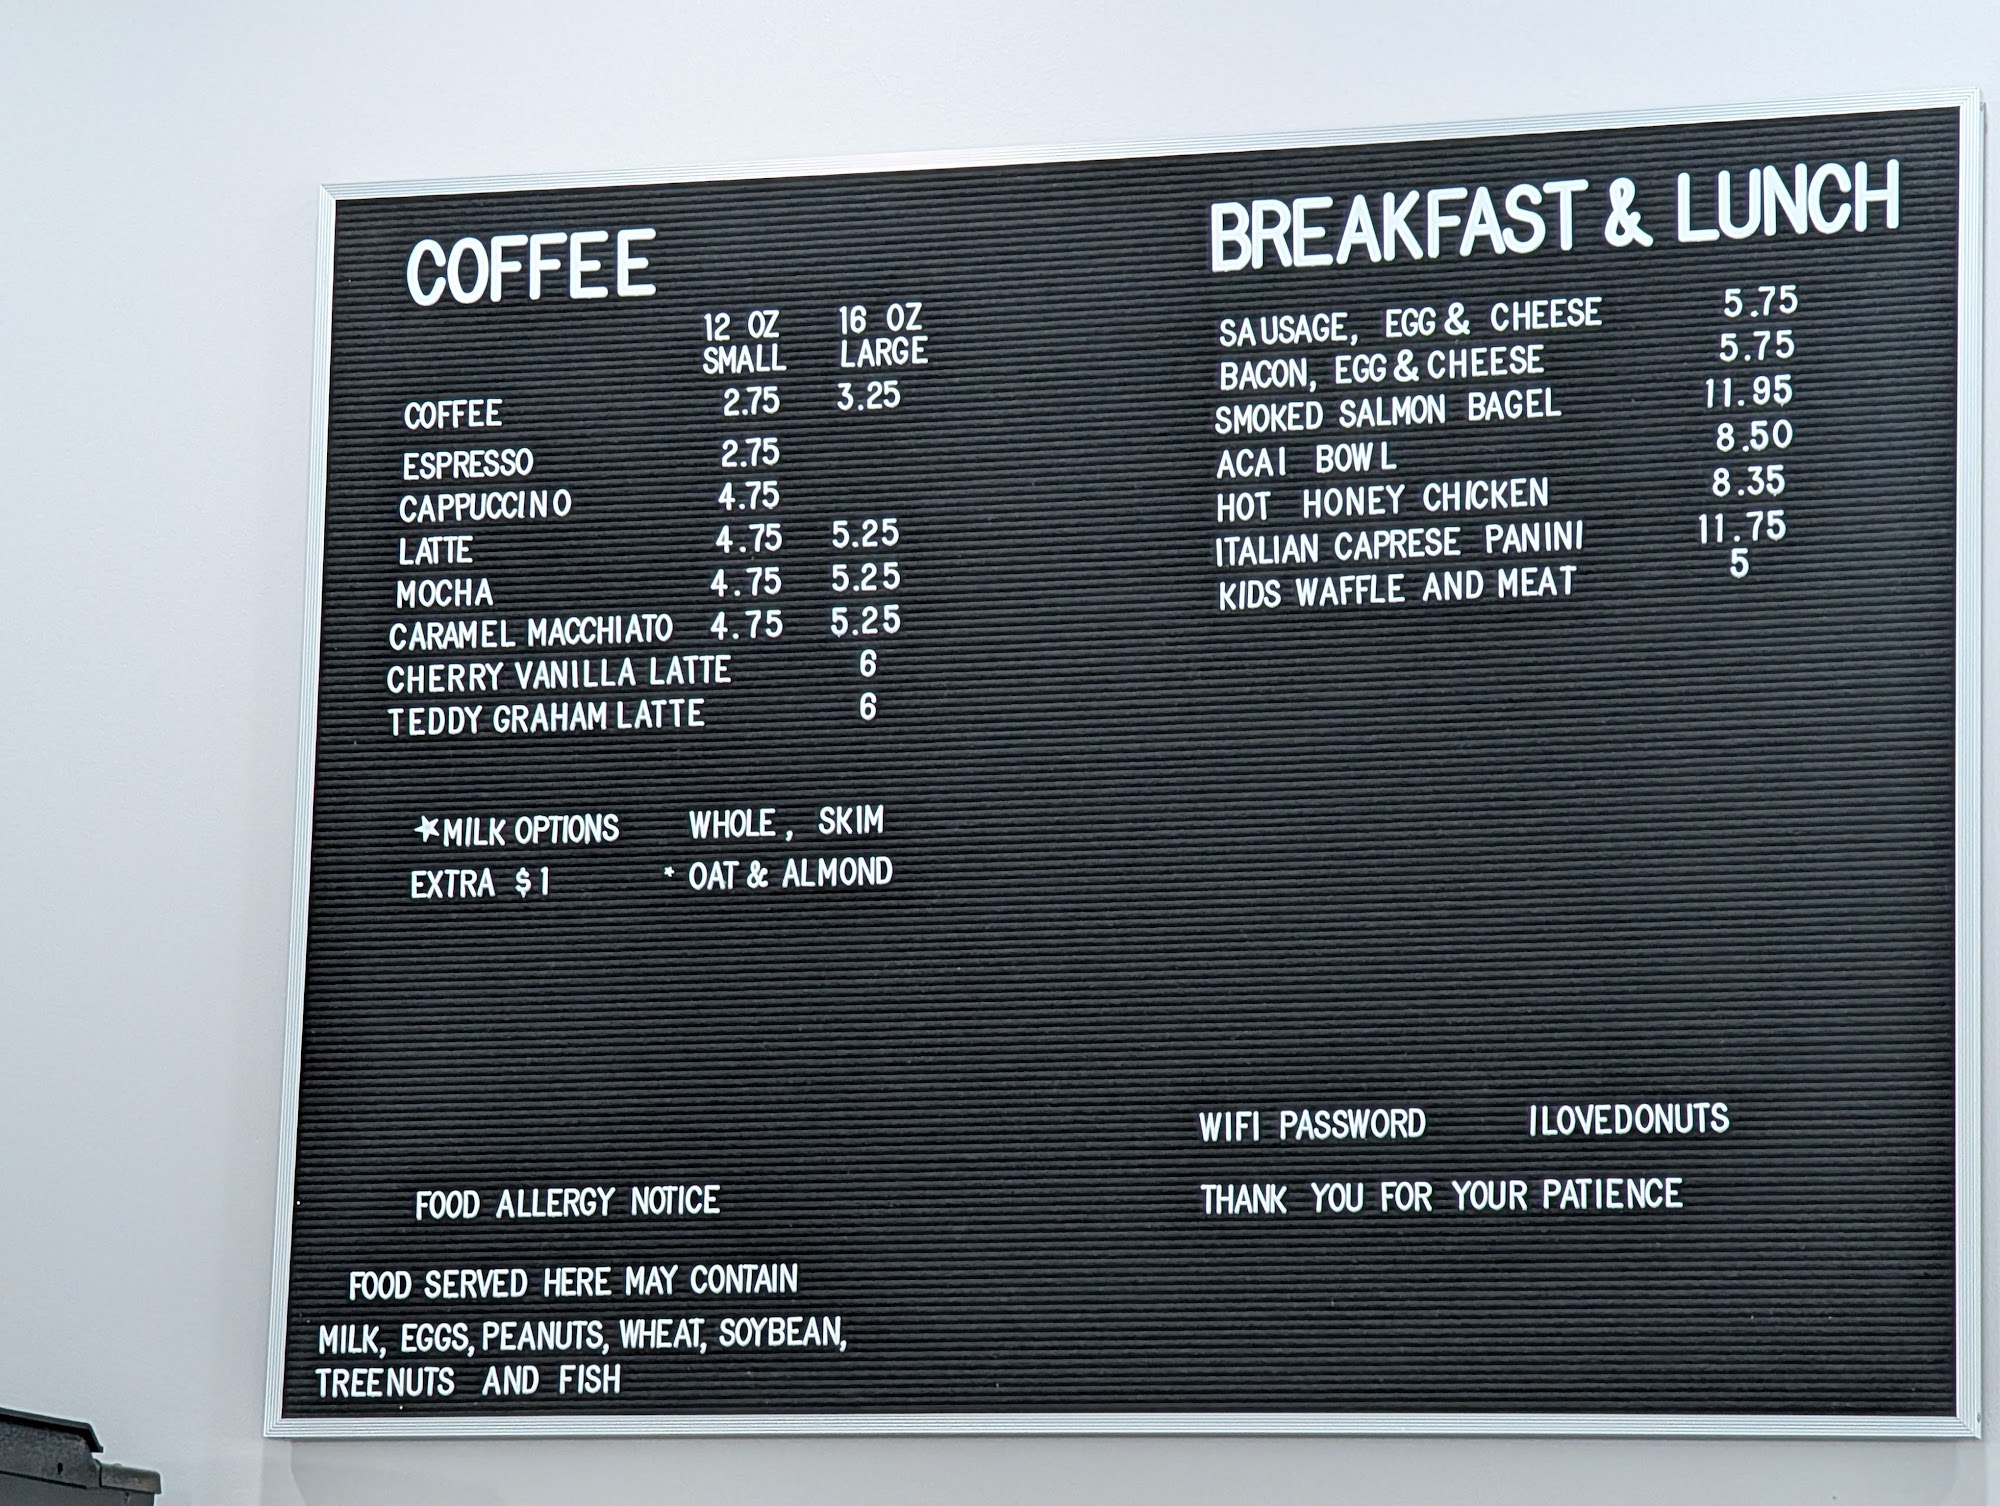 COFFEE
12 OZ 16 OZ
SMALL LARGE
COFFEE 2.75 3.25
ESPRESSO 2.75
CAPPUCCINO 4.75
LATTE 4.75 5.25
MOCHA 4.75 5.25
CARAMEL MACCHIATO 4.75 5.25
CHERRY VANILLA LATTE 6
TEDDY GRAHAM LATTE 6
★MILK OPTIONS WHOLE, SKIM
EXTRA $1 * OAT & ALMOND
FOOD ALLERGY NOTICE
FOOD SERVED HERE MAY CONTAIN
MILK, EGGS, PEANUTS, WHEAT, SOYBEAN,
TREENUTS AND FISH
BREAKFAST & LUNCH
SAUSAGE, EGG & CHEESE 5.75
BACON, EGG & CHEESE 5.75
SMOKED SALMON BAGEL 11.95
ACAI BOWL 8.50
HOT HONEY CHICKEN 8.35
ITALIAN CAPRESE PANINI 11.75
KIDS WAFFLE AND MEAT 5
WIFI PASSWORD ILOVEDONUTS
THANK YOU FOR YOUR PATIENCE